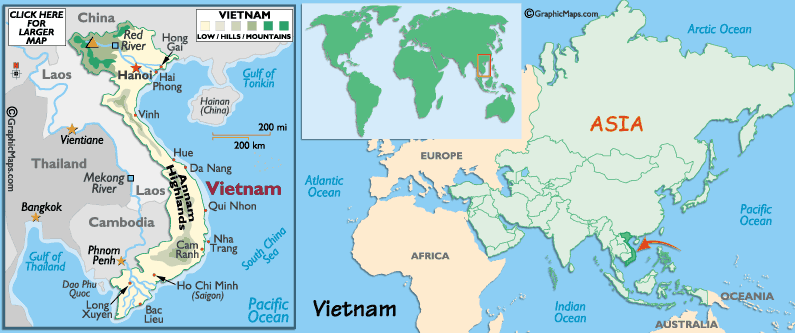 CLICK HERE
FOR
LARGER
MAP
China
VIETNAM
LOW / HILLS / MOUNTAINS
Red
River
Hong
Gai
Laos
Hanoi
Hai
Phong
Gulf of
Tonkin
Hainan
(China)
©GraphicMaps.com
Vinh
200 mi
200 km
Vientiane
Thailand
Hue
Da Nang
Mekong
River
Laos
Annam
Highlands
Vietnam
Qui Nhon
Bangkok
Cambodia
Cam
Ranh
Nha
Trang
South China
Sea
Gulf of
Thailand
Phnom
Penh
Dao Phu
Quoc
Ho Chi Minh
(Saigon)
Long
Xuyen
Bac
Lieu
Pacific
Ocean
©GraphicMaps.com
Arctic Ocean
ASIA
EUROPE
Atlantic
Ocean
Pacific
Ocean
AFRICA
Indian
Ocean
OCEANIA
AUSTRALIA
Vietnam